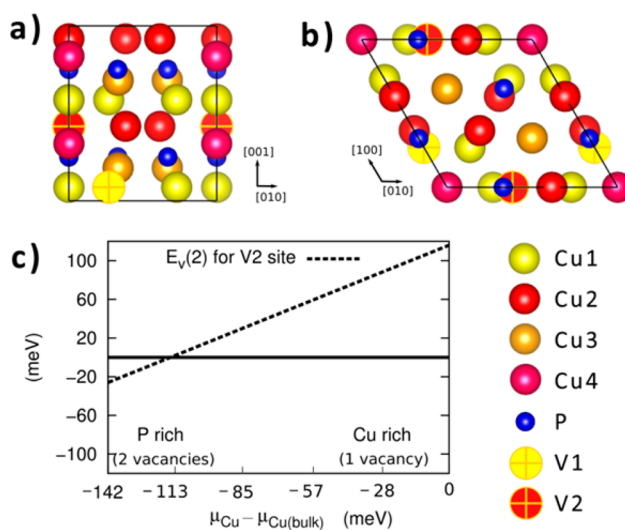 a) b)
[001]
[010]
[100]
[010]
c)
E_v(2) for V2 site
(meV)
100
60
20
−20
−60
−100
P rich
(2 vacancies)
Cu rich
(1 vacancy)
−142 −113 −85 −57 −28 0
μ_Cu − μ_Cu(bulk) (meV)
Cu1
Cu2
Cu3
Cu4
P
V1
V2